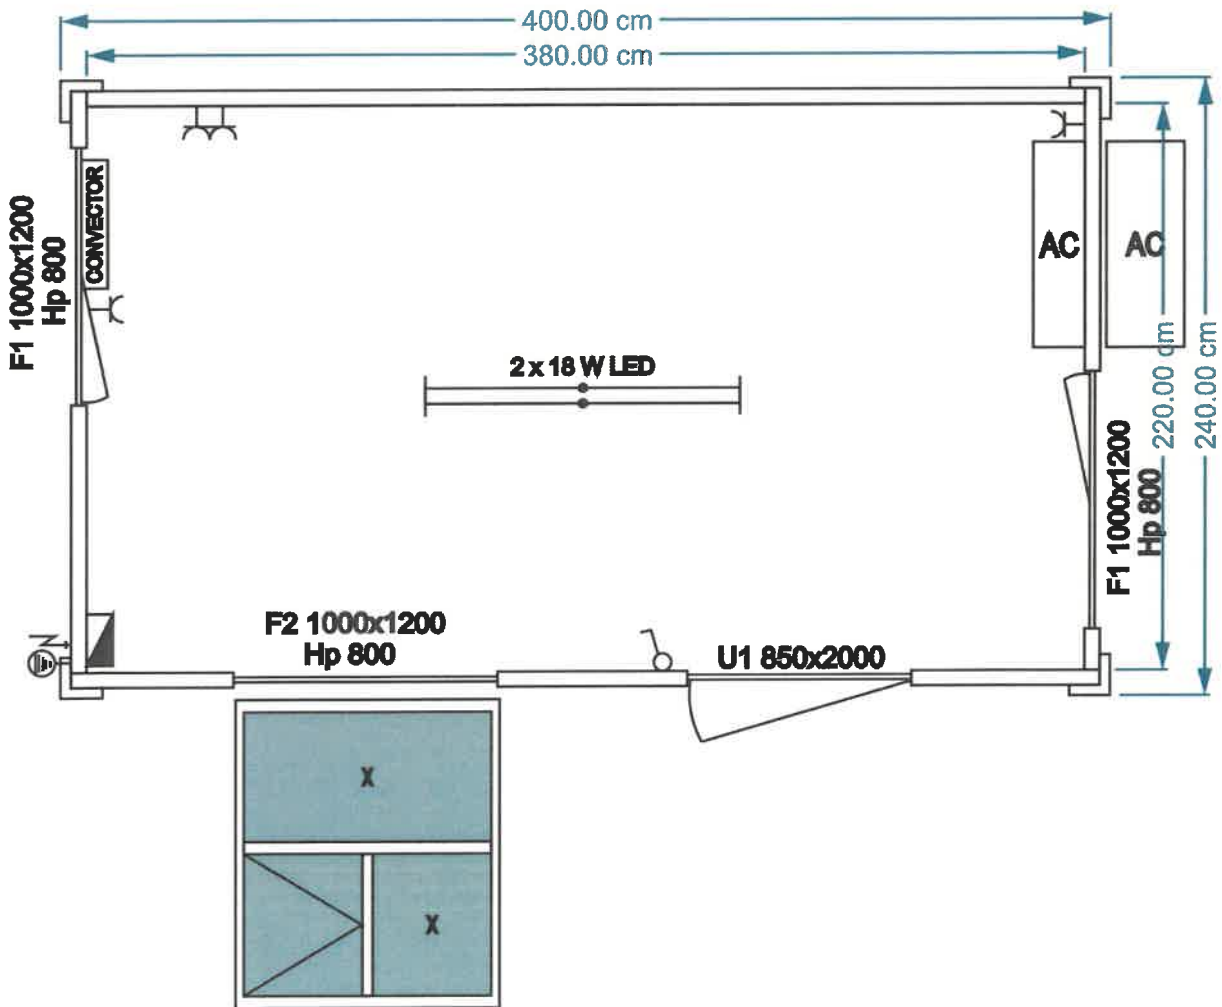 400.00 cm
380.00 cm
F1 1000x1200
Hp 800
CONVECTOR
AC
AC
2 x 18 W LED
220.00 cm
240.00 cm
F1 1000x1200
Hp 800
F2 1000x1200
Hp 800
U1 850x2000
X
X